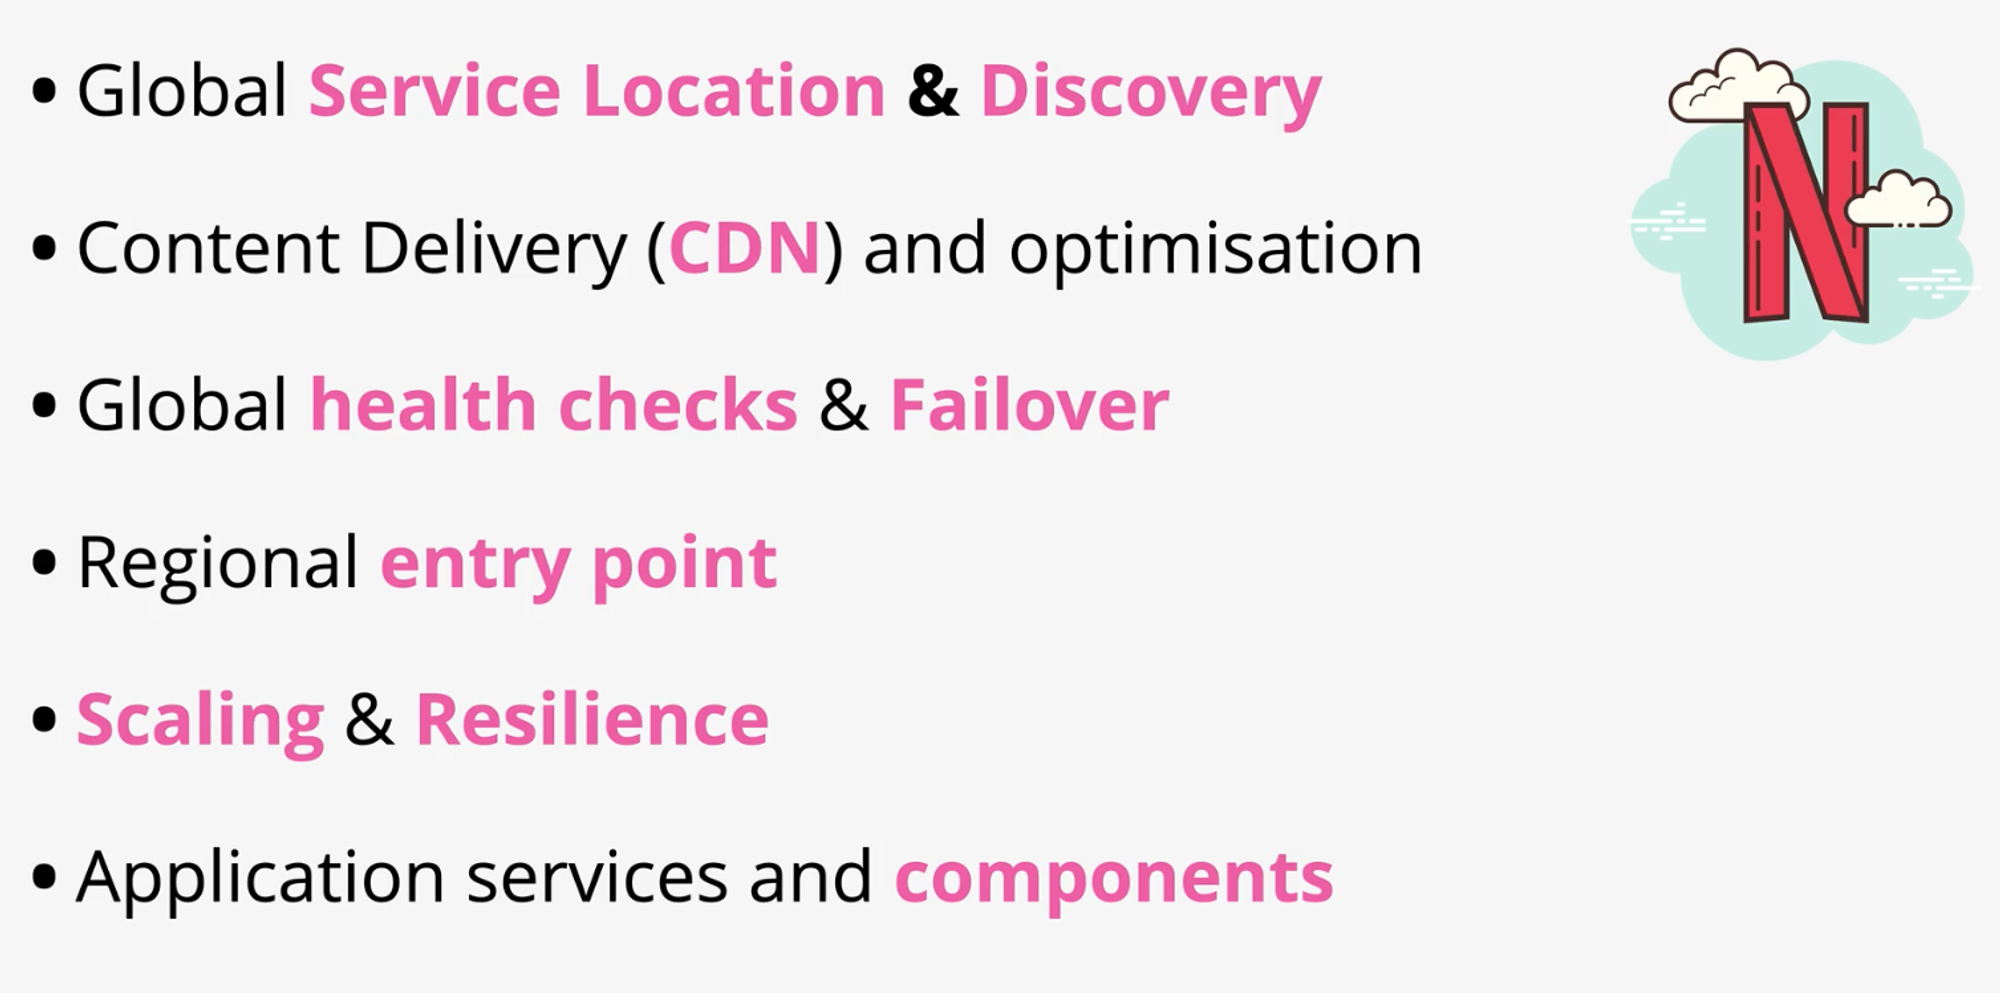 • Global Service Location & Discovery
• Content Delivery (CDN) and optimisation
• Global health checks & Failover
• Regional entry point
• Scaling & Resilience
• Application services and components
N